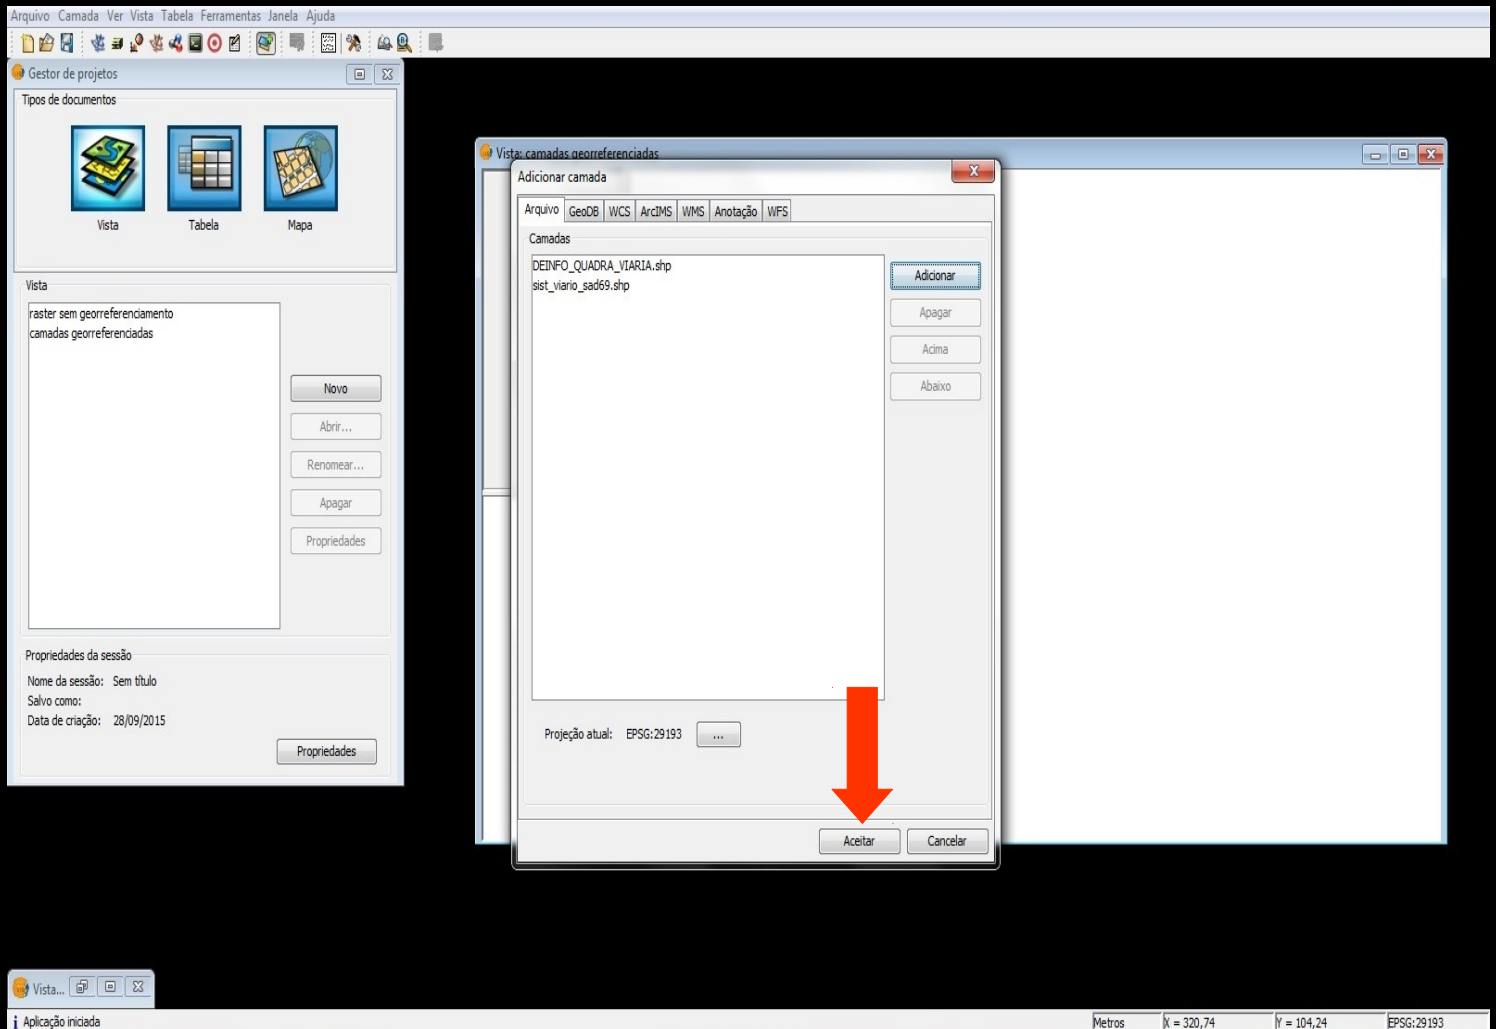 Arquivo Camada Ver Vista Tabela Ferramentas Janela Ajuda
Gestor de projetos
Tipos de documentos
Vista Tabela Mapa
Vista
raster sem georreferenciamento
camadas georreferenciadas
Novo
Abrir...
Renomear...
Apagar
Propriedades
Propriedades da sessão
Nome da sessão: Sem título
Salvo como:
Data de criação: 28/09/2015
Propriedades
Vista: camadas georreferenciadas
Adicionar camada
Arquivo GeoDB WCS ArcIMS WMS Anotação WFS
Camadas
DEINFO_QUADRA_VIARIA.shp
sist_viario_sad69.shp
Adicionar
Apagar
Acima
Abaixo
Projeção atual: EPSG:29193 ...
Aceitar Cancelar
Vista...
Aplicação iniciada
Metros X = 320,74 Y = 104,24 EPSG:29193